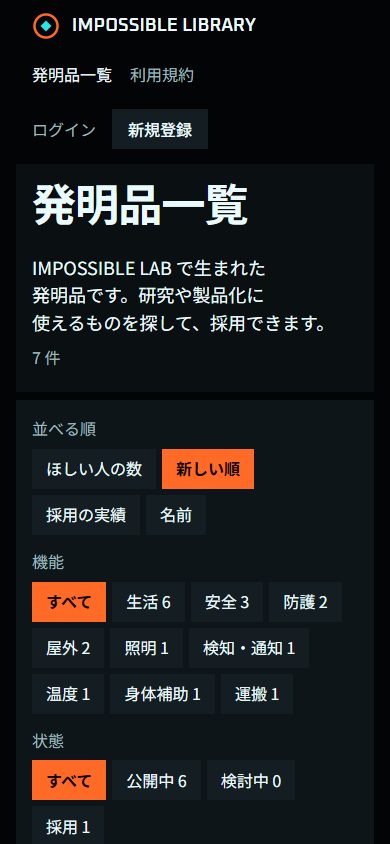 IMPOSSIBLE LIBRARY
発明品一覧 利用規約
ログイン 新規登録
発明品一覧
IMPOSSIBLE LAB で生まれた
発明品です。研究や製品化に
使えるものを探して、採用できます。
7 件
並べる順
ほしい人の数 新しい順
採用の実績 名前
機能
すべて 生活 6 安全 3 防護 2
屋外 2 照明 1 検知・通知 1
温度 1 身体補助 1 運搬 1
状態
すべて 公開中 6 検討中 0
採用 1